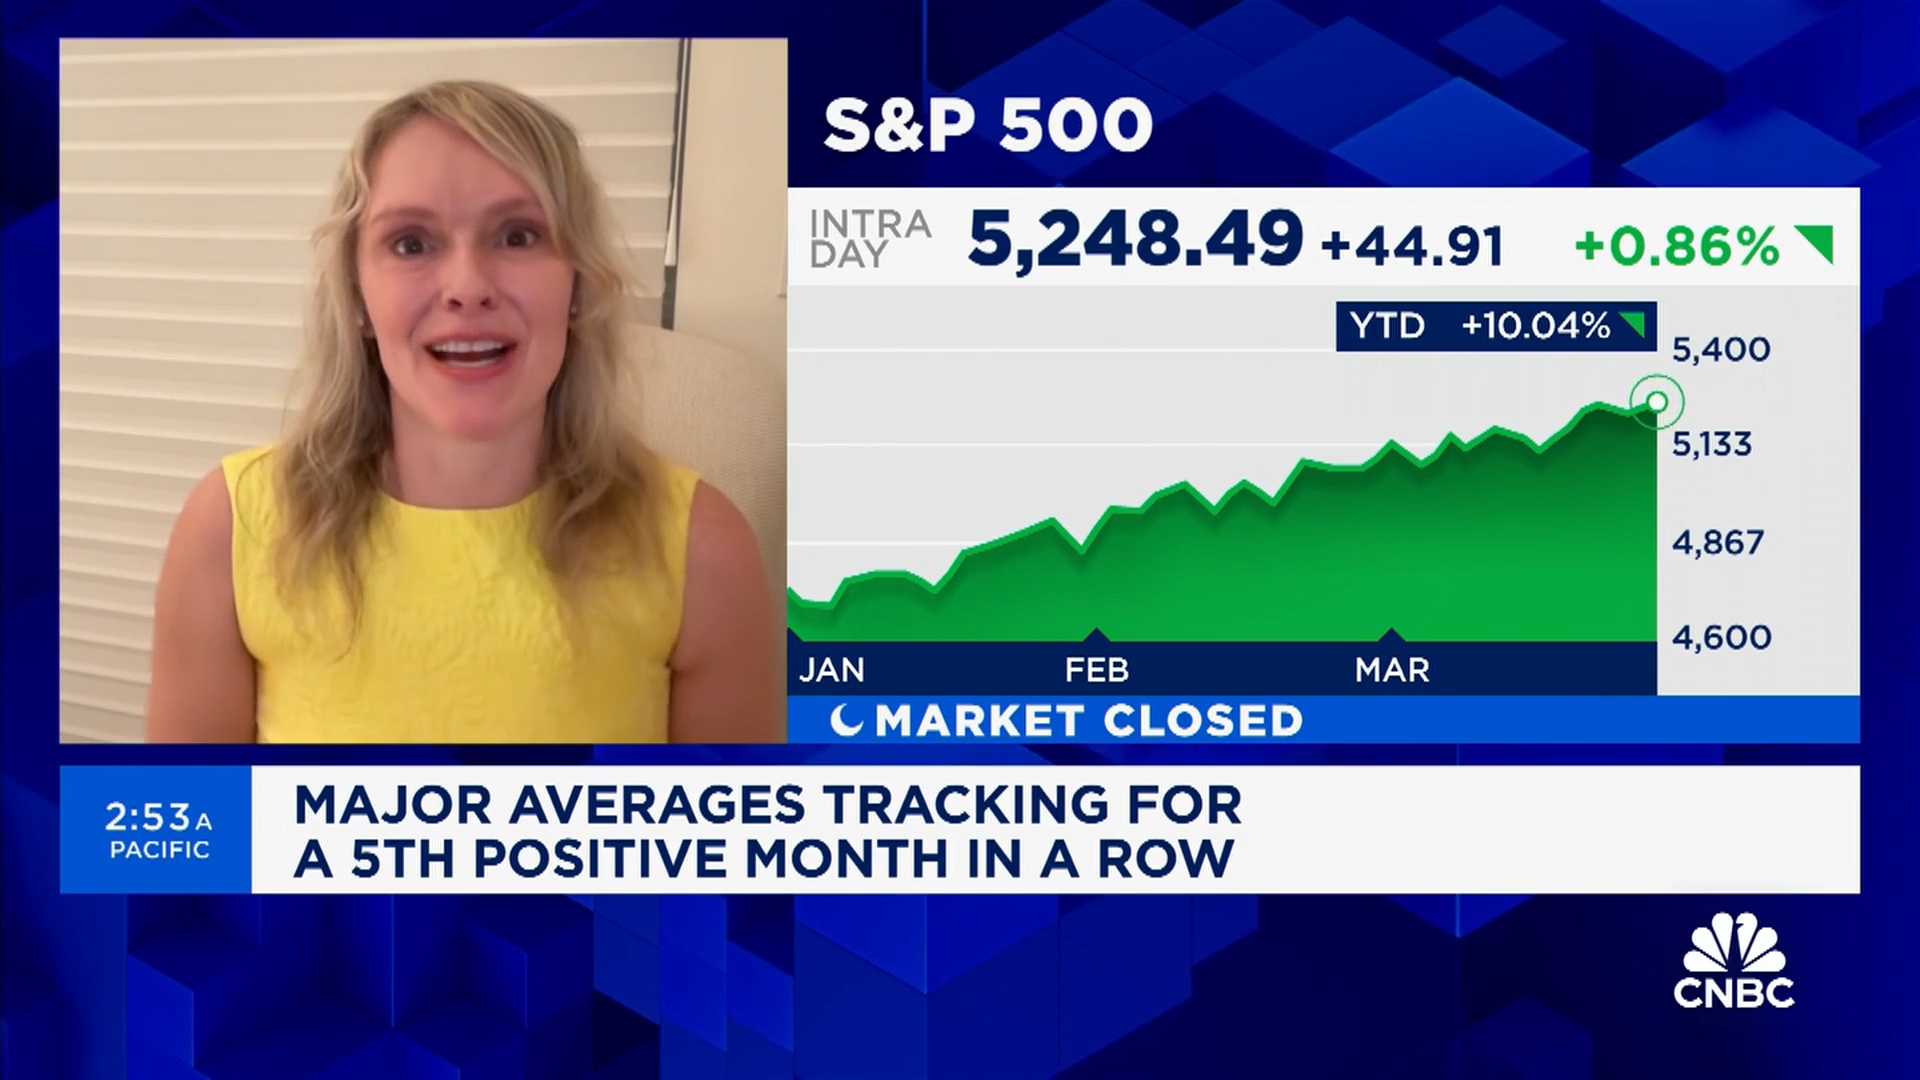 S&P 500
INTRA
DAY
5,248.49 +44.91 +0.86%
YTD +10.04%
5,400
5,133
4,867
4,600
JAN FEB MAR
MARKET CLOSED
2:53A
PACIFIC
MAJOR AVERAGES TRACKING FOR
A 5TH POSITIVE MONTH IN A ROW
CNBC